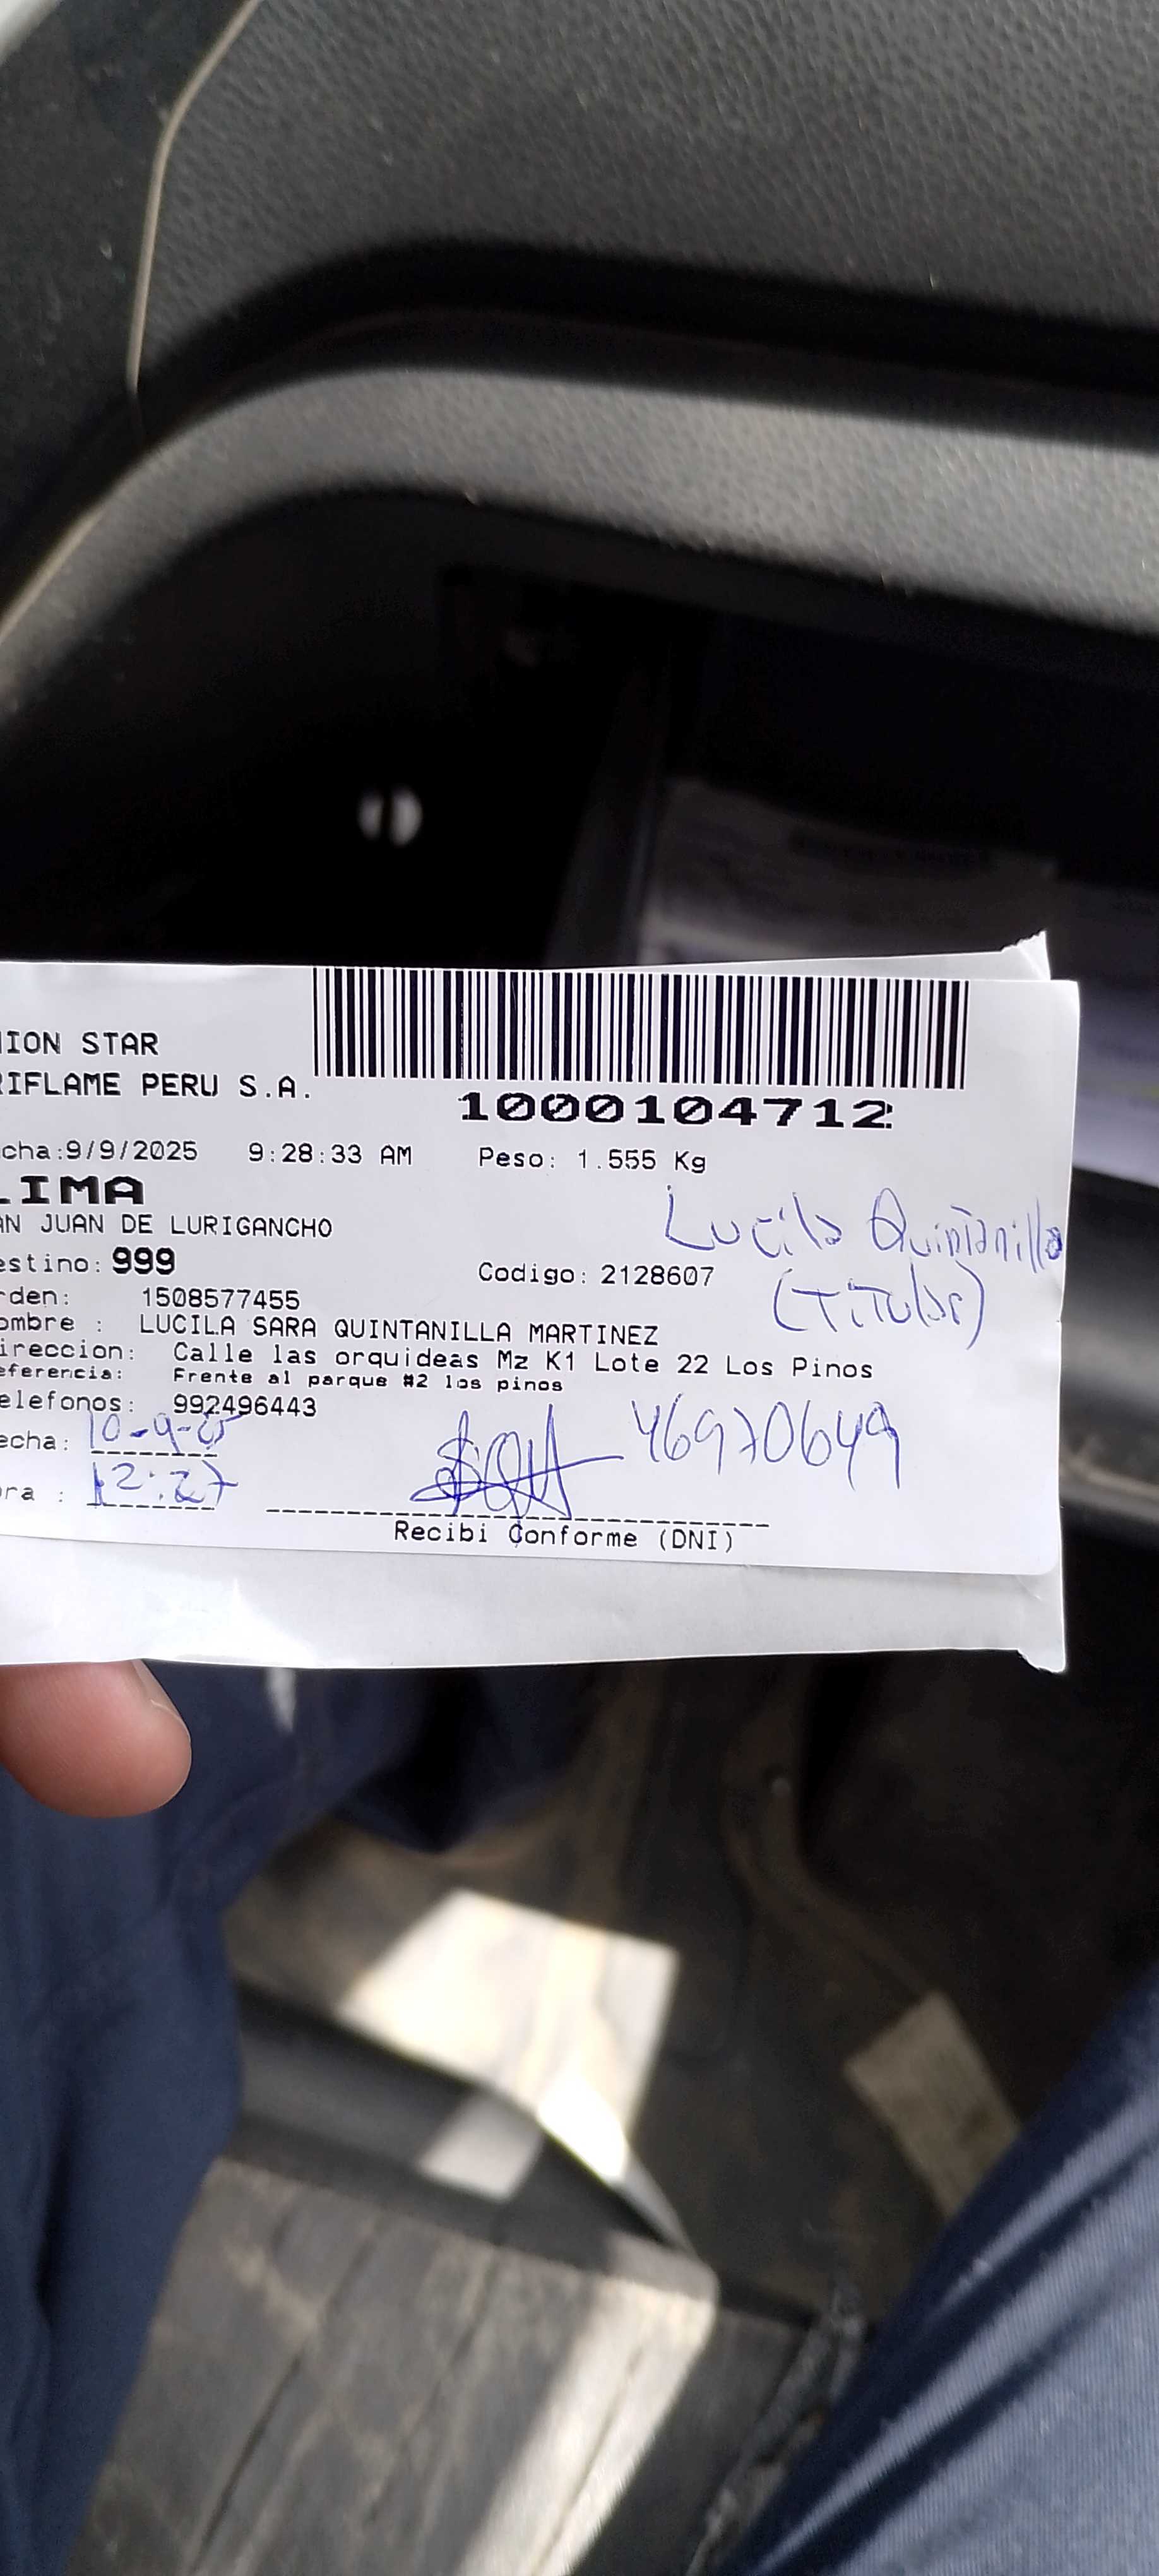 ION STAR
RIFLAME PERU S.A.
1000104712
cha:9/9/2025 9:28:33 AM Peso: 1.555 Kg
LIMA
AN JUAN DE LURIGANCHO
Lucila Quintanilla
(Titular)
estino: 999 Codigo: 2128607
rden: 1508577455
ombre : LUCILA SARA QUINTANILLA MARTINEZ
ireccion: Calle las orquideas Mz K1 Lote 22 Los Pinos
eferencia: Frente al parque #2 los pinos
elefonos: 992496443
echa: 10-9-25
46970649
ora : 12:27
Recibi Conforme (DNI)